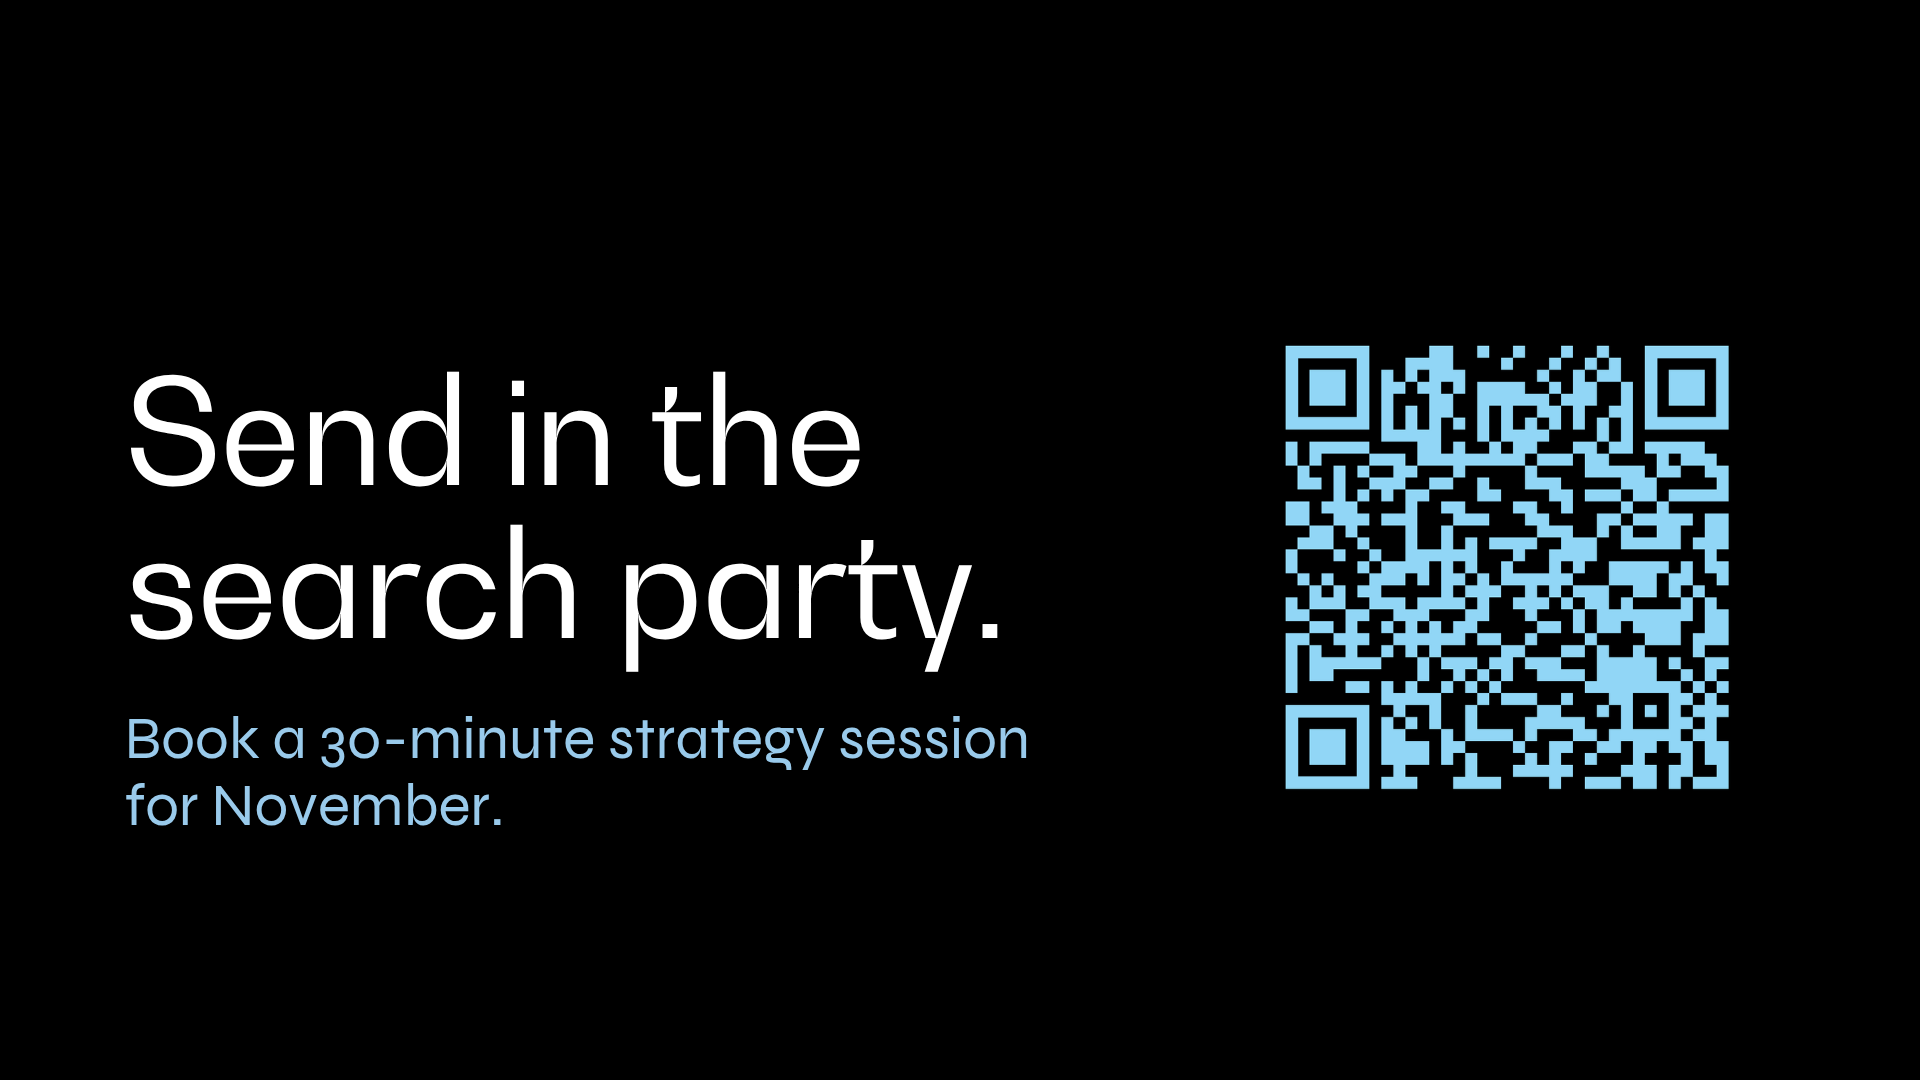 Send in the
search party.
Book a 30-minute strategy session
for November.